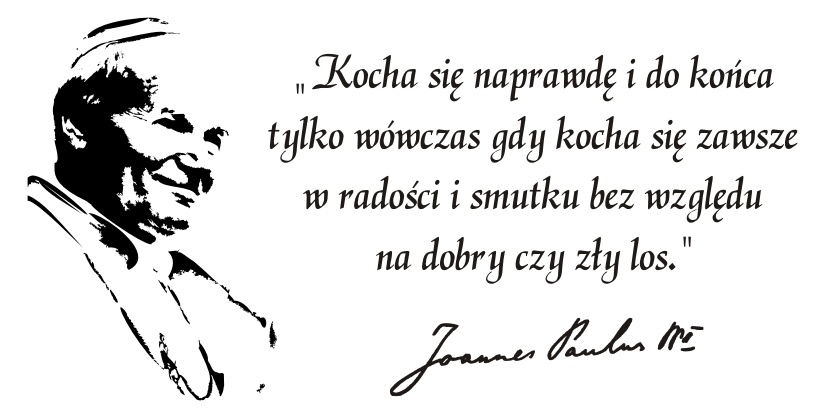 „Kocha się naprawdę i do końca
tylko wówczas gdy kocha się zawsze
w radości i smutku bez względu
na dobry czy zły los."
Joannes Paulus II